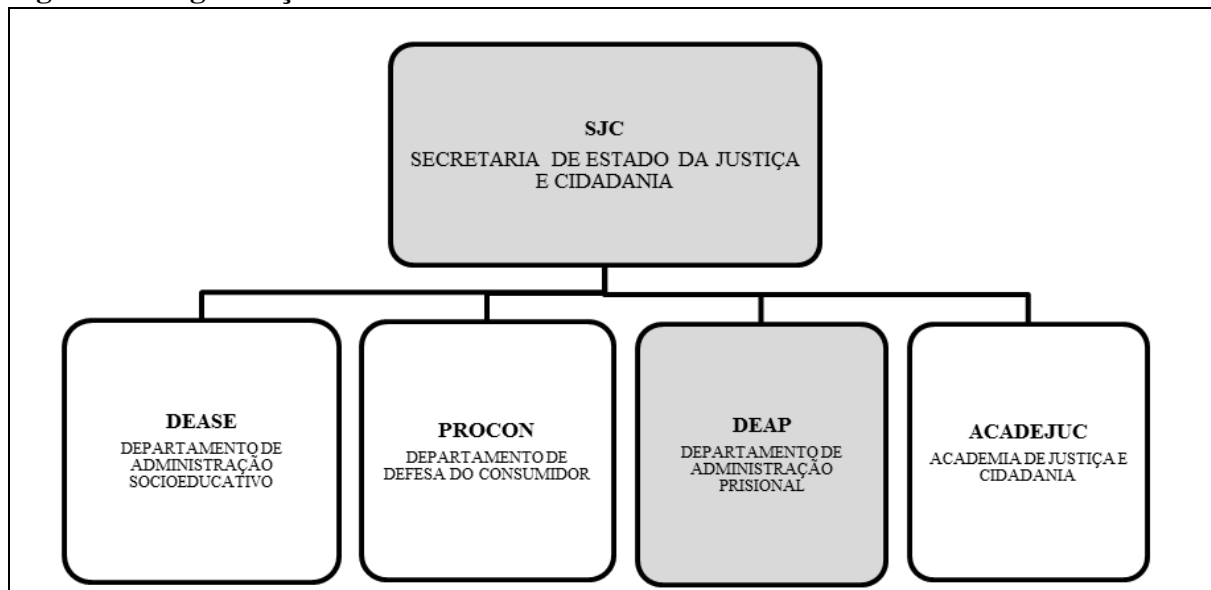 SJC
SECRETARIA DE ESTADO DA JUSTIÇA
E CIDADANIA
DEASE
DEPARTAMENTO DE
ADMINISTRAÇÃO
SOCIOEDUCATIVO
PROCON
DEPARTAMENTO DE
DEFESA DO CONSUMIDOR
DEAP
DEPARTAMENTO DE
ADMINISTRAÇÃO
PRISIONAL
ACADEJUC
ACADEMIA DE JUSTIÇA E
CIDADANIA